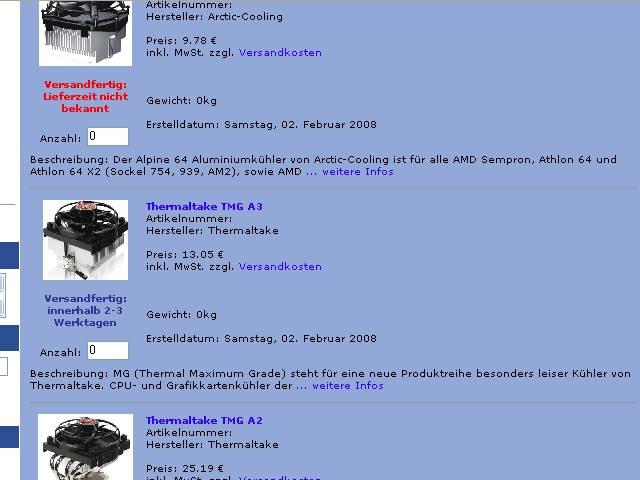 Artikelnummer:
Hersteller: Arctic-Cooling
Preis: 9.78 €
inkl. MwSt. zzgl. Versandkosten
Versandfertig:
Lieferzeit nicht
bekannt
Gewicht: 0kg
Erstelldatum: Samstag, 02. Februar 2008
Anzahl: 0
Beschreibung: Der Alpine 64 Aluminiumkühler von Arctic-Cooling ist für alle AMD Sempron, Athlon 64 und
Athlon 64 X2 (Sockel 754, 939, AM2), sowie AMD ... weitere Infos
Thermaltake TMG A3
Artikelnummer:
Hersteller: Thermaltake
Preis: 13.05 €
inkl. MwSt. zzgl. Versandkosten
Versandfertig:
innerhalb 2-3
Werktagen
Gewicht: 0kg
Erstelldatum: Samstag, 02. Februar 2008
Anzahl: 0
Beschreibung: MG (Thermal Maximum Grade) steht für eine neue Produktreihe besonders leiser Kühler von
Thermaltake. CPU- und Grafikkartenkühler der ... weitere Infos
Thermaltake TMG A2
Artikelnummer:
Hersteller: Thermaltake
Preis: 25.19 €
inkl. MwSt. zzgl. Versandkosten